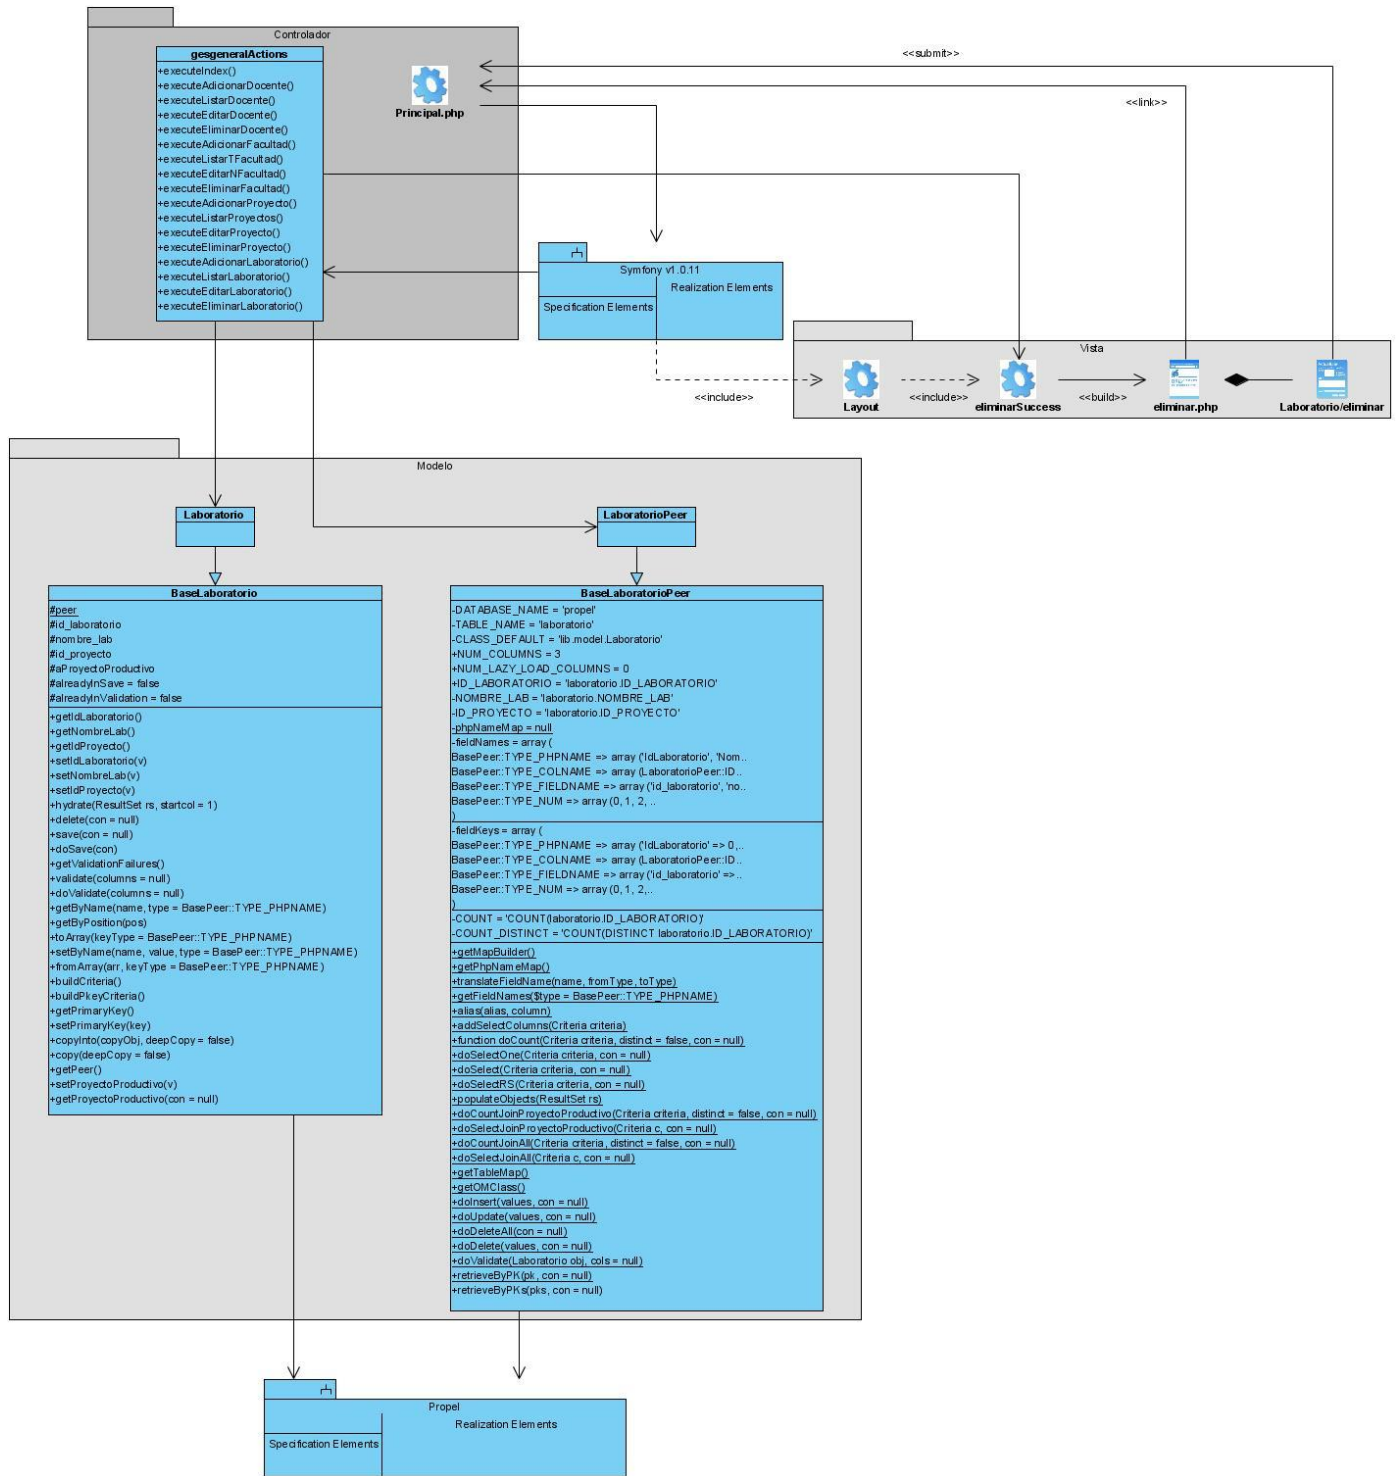 Controlador
gesgeneralActions
+executeIndex()
+executeAdicionarDocente()
+executeListarDocente()
+executeEditarDocente()
+executeEliminarDocente()
+executeAdicionarFacultad()
+executeListarTFacultad()
+executeEditarNFacultad()
+executeEliminarFacultad()
+executeAdicionarProyecto()
+executeListarProyectos()
+executeEditarProyecto()
+executeEliminarProyecto()
+executeAdicionarLaboratorio()
+executeListarLaboratorio()
+executeEditarLaboratorio()
+executeEliminarLaboratorio()
Principal.php
<<submit>>
<<link>>
Symfony v1.0.11
Realization Elements
Specification Elements
Vista
<<include>>
Layout
<<include>>
eliminarSuccess
<<build>>
eliminar.php
Laboratorio/eliminar
Modelo
Laboratorio
LaboratorioPeer
BaseLaboratorio
#peer
#id_laboratorio
#nombre_lab
#id_proyecto
#aProyectoProductivo
#alreadyInSave = false
#alreadyInValidation = false
+getIdLaboratorio()
+getNombreLab()
+getIdProyecto()
+setIdLaboratorio(v)
+setNombreLab(v)
+setIdProyecto(v)
+hydrate(ResultSet rs, startcol = 1)
+delete(con = null)
+save(con = null)
+doSave(con)
+getValidationFailures()
+validate(columns = null)
+doValidate(columns = null)
+getByName(name, type = BasePeer::TYPE_PHPNAME)
+getByPosition(pos)
+toArray(keyType = BasePeer::TYPE_PHPNAME)
+setByName(name, value, type = BasePeer::TYPE_PHPNAME)
+fromArray(arr, keyType = BasePeer::TYPE_PHPNAME)
+buildCriteria()
+buildPkeyCriteria()
+getPrimaryKey()
+setPrimaryKey(key)
+copyInto(copyObj, deepCopy = false)
+copy(deepCopy = false)
+getPeer()
+setProyectoProductivo(v)
+getProyectoProductivo(con = null)
BaseLaboratorioPeer
-DATABASE_NAME = 'propel'
-TABLE_NAME = 'laboratorio'
-CLASS_DEFAULT = 'lib.model.Laboratorio'
+NUM_COLUMNS = 3
+NUM_LAZY_LOAD_COLUMNS = 0
+ID_LABORATORIO = 'laboratorio.ID_LABORATORIO'
-NOMBRE_LAB = 'laboratorio.NOMBRE_LAB'
-ID_PROYECTO = 'laboratorio.ID_PROYECTO'
-phpNameMap = null
-fieldNames = array (
BasePeer::TYPE_PHPNAME => array ('IdLaboratorio', 'Nom..
BasePeer::TYPE_COLNAME => array (LaboratorioPeer::ID..
BasePeer::TYPE_FIELDNAME => array ('id_laboratorio', 'no..
BasePeer::TYPE_NUM => array (0, 1, 2, ..
)
-fieldKeys = array (
BasePeer::TYPE_PHPNAME => array ('IdLaboratorio' => 0,..
BasePeer::TYPE_COLNAME => array (LaboratorioPeer::ID..
BasePeer::TYPE_FIELDNAME => array ('id_laboratorio' =>..
BasePeer::TYPE_NUM => array (0, 1, 2,..
)
-COUNT = 'COUNT(laboratorio.ID_LABORATORIO)'
-COUNT_DISTINCT = 'COUNT(DISTINCT laboratorio.ID_LABORATORIO)'
+getMapBuilder()
+getPhpNameMap()
+translateFieldName(name, fromType, toType)
+getFieldNames($type = BasePeer::TYPE_PHPNAME)
+alias(alias, column)
+addSelectColumns(Criteria criteria)
+function doCount(Criteria criteria, distinct = false, con = null)
+doSelectOne(Criteria criteria, con = null)
+doSelect(Criteria criteria, con = null)
+doSelectRS(Criteria criteria, con = null)
+populateObjects(ResultSet rs)
+doCountJoinProyectoProductivo(Criteria criteria, distinct = false, con = null)
+doSelectJoinProyectoProductivo(Criteria c, con = null)
+doCountJoinAll(Criteria criteria, distinct = false, con = null)
+doSelectJoinAll(Criteria c, con = null)
+getTableMap()
+getOMClass()
+doInsert(values, con = null)
+doUpdate(values, con = null)
+doDeleteAll(con = null)
+doDelete(values, con = null)
+doValidate(Laboratorio obj, cols = null)
+retrieveByPK(pk, con = null)
+retrieveByPKs(pks, con = null)
Propel
Realization Elements
Specification Elements